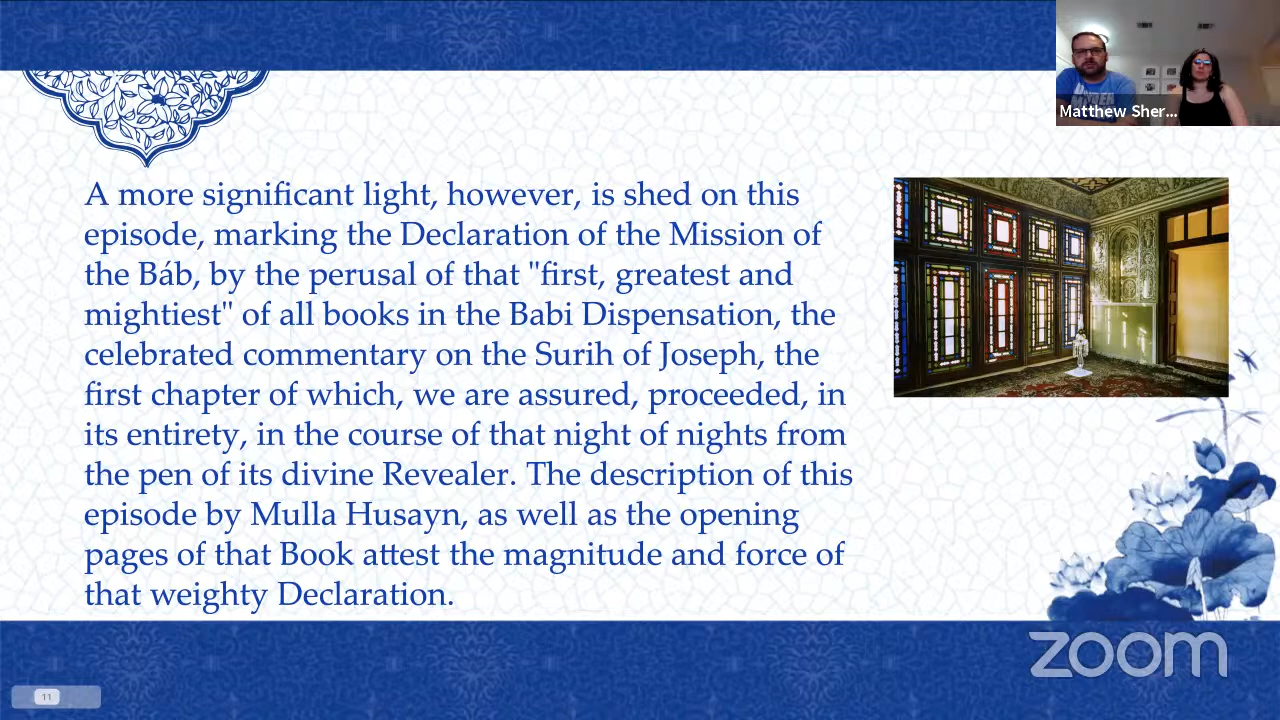 Matthew Sher...
A more significant light, however, is shed on this
episode, marking the Declaration of the Mission of
the Báb, by the perusal of that "first, greatest and
mightiest" of all books in the Babi Dispensation, the
celebrated commentary on the Surih of Joseph, the
first chapter of which, we are assured, proceeded, in
its entirety, in the course of that night of nights from
the pen of its divine Revealer. The description of this
episode by Mulla Husayn, as well as the opening
pages of that Book attest the magnitude and force of
that weighty Declaration.
zoom
11